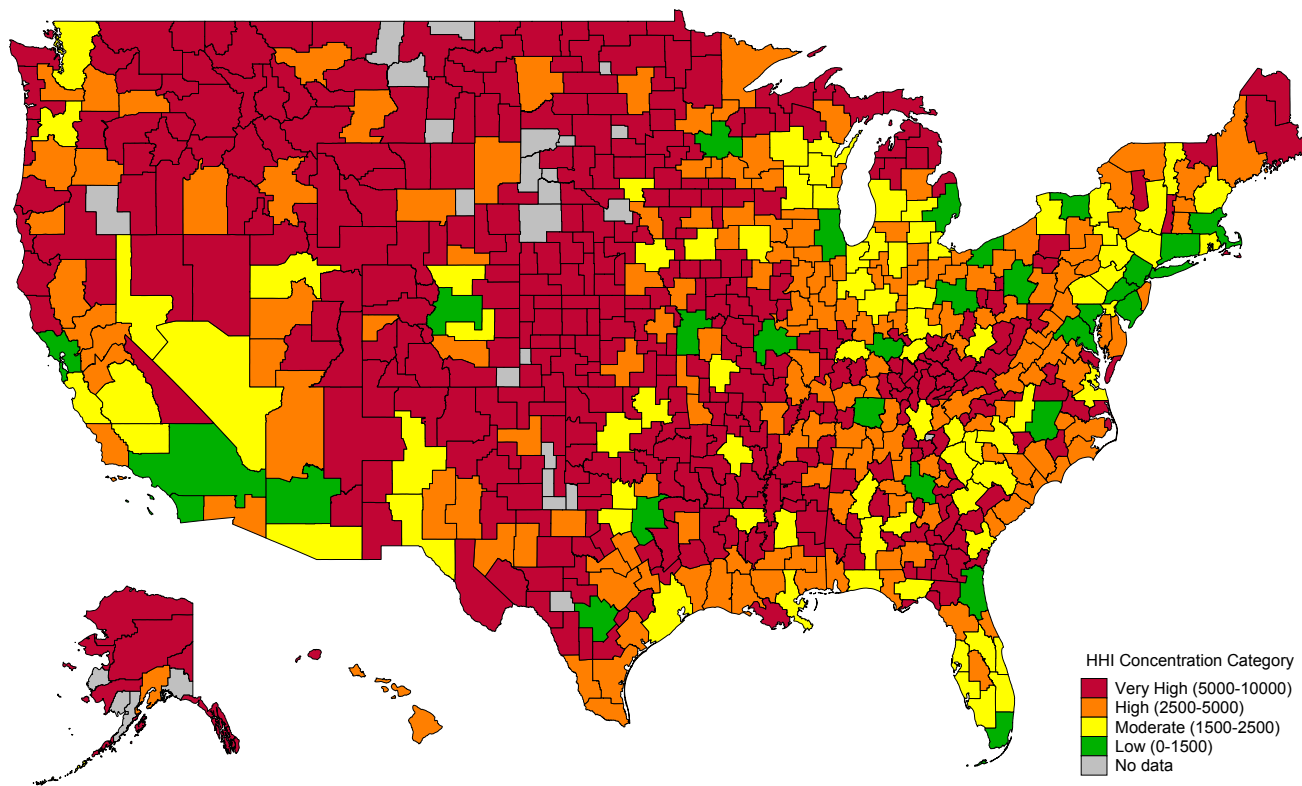 HHI Concentration Category
Very High (5000-10000)
High (2500-5000)
Moderate (1500-2500)
Low (0-1500)
No data